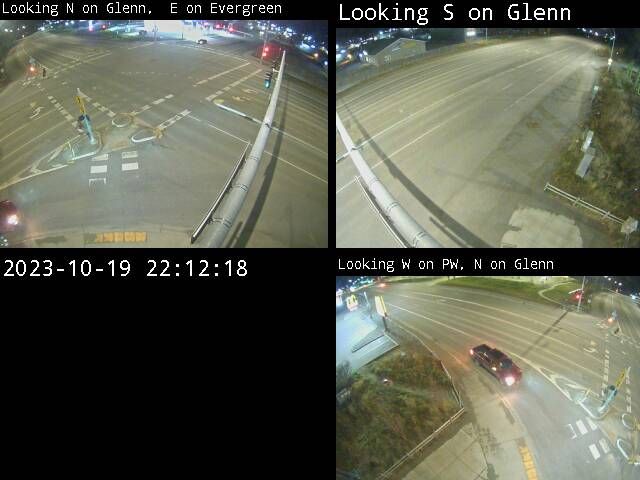 Looking N on Glenn,  E on Evergreen
Looking S on Glenn
2023-10-19 22:12:18
Looking W on PW, N on Glenn